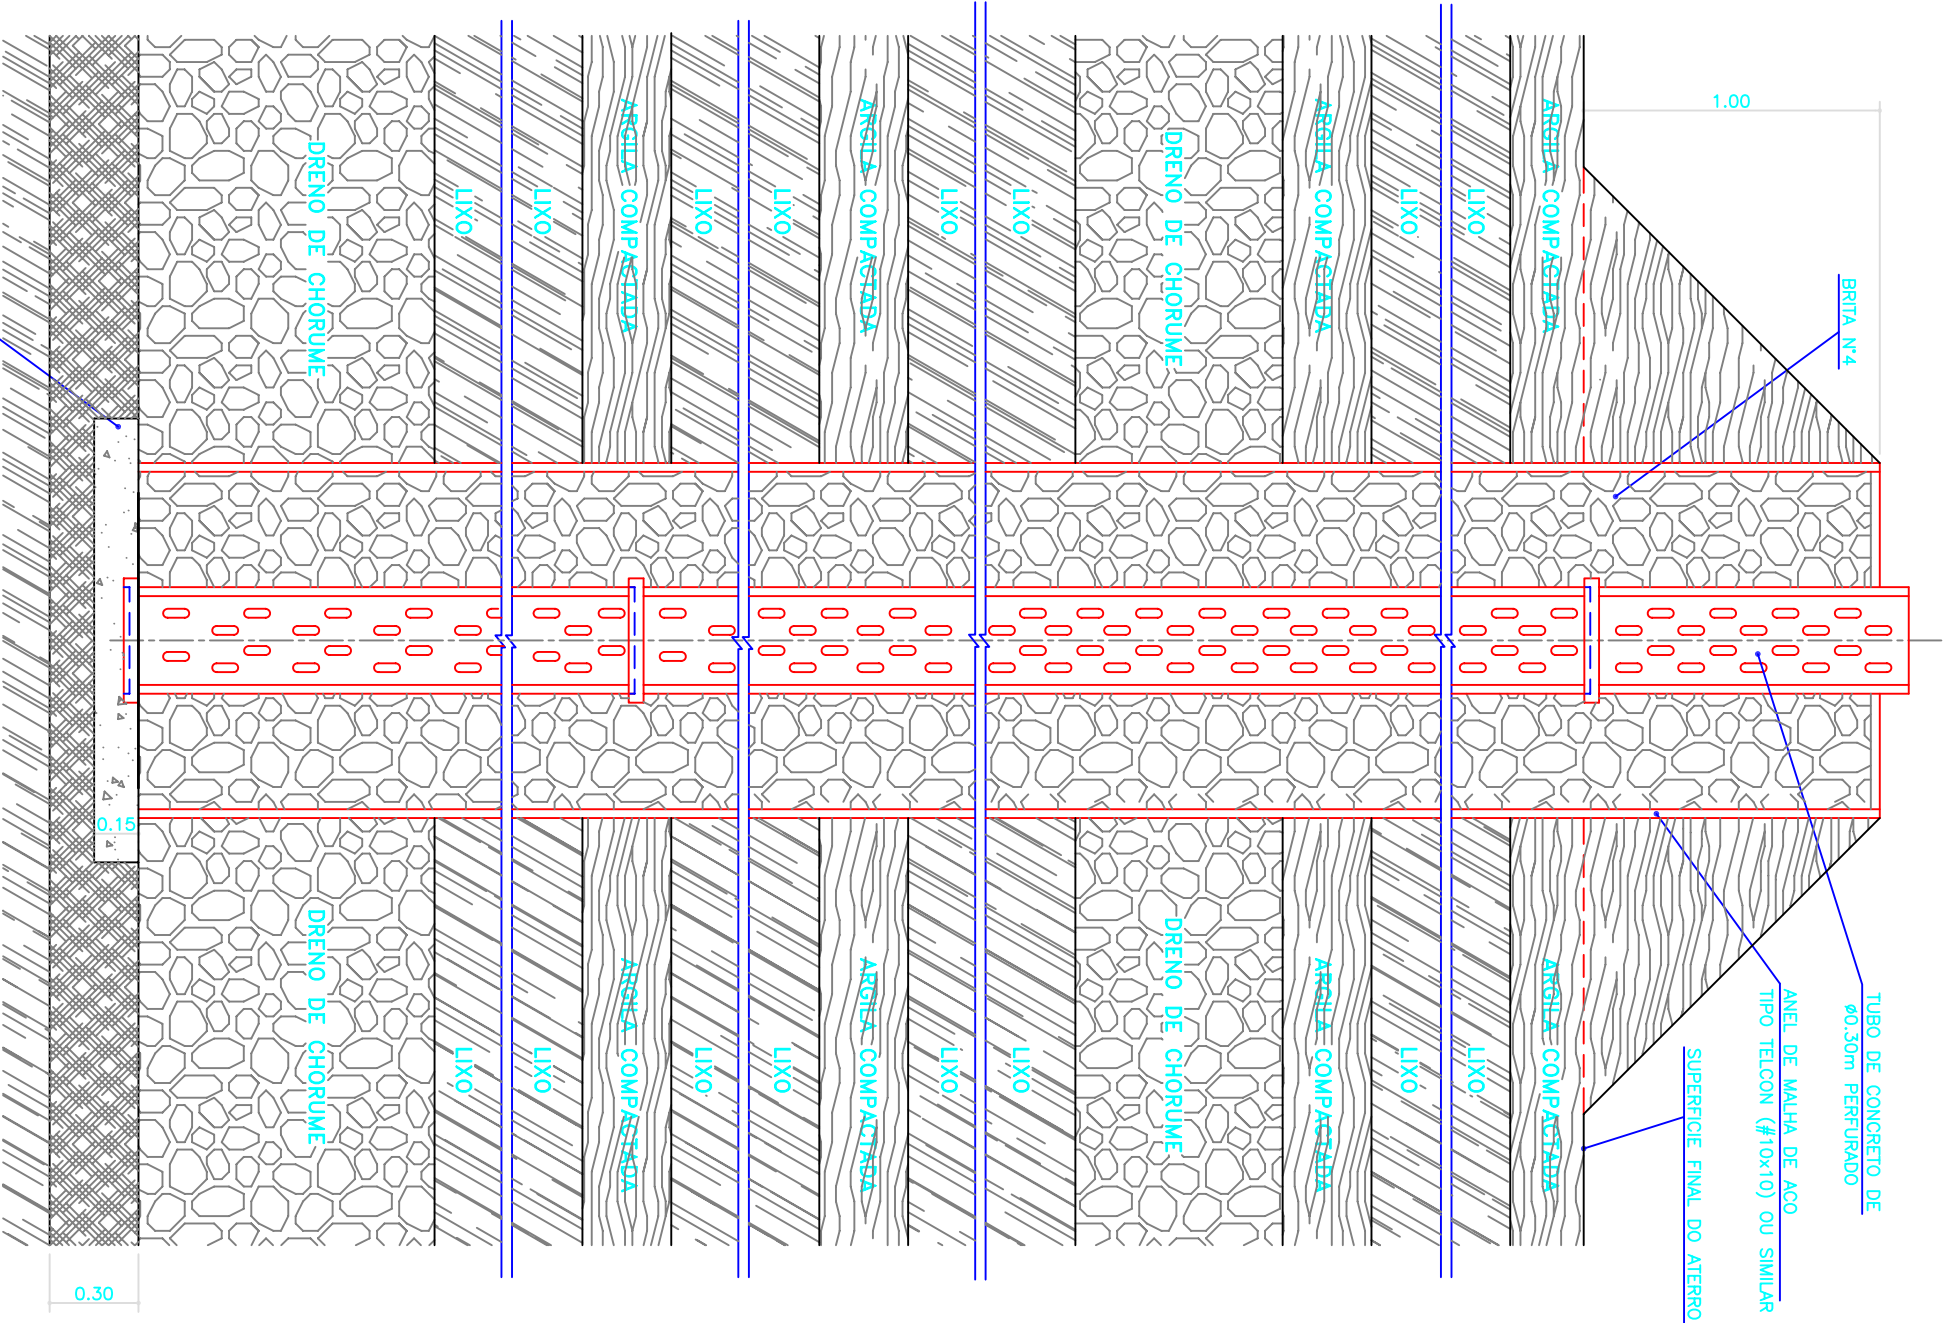 1.00
BRITA N°4
TUBO DE CONCRETO DE
ø0.30m PERFURADO
ANEL DE MALHA DE ACO
TIPO TELCON (#10x10) OU SIMILAR
SUPERFICIE FINAL DO ATERRO
ARGILA COMPACTADA
ARGILA COMPACTADA
LIXO
LIXO
LIXO
LIXO
ARGILA COMPACTADA
ARGILA COMPACTADA
DRENO DE CHORUME
DRENO DE CHORUME
LIXO
LIXO
LIXO
LIXO
ARGILA COMPACTADA
ARGILA COMPACTADA
LIXO
LIXO
LIXO
LIXO
ARGILA COMPACTADA
ARGILA COMPACTADA
LIXO
LIXO
LIXO
LIXO
DRENO DE CHORUME
DRENO DE CHORUME
0.15
0.30